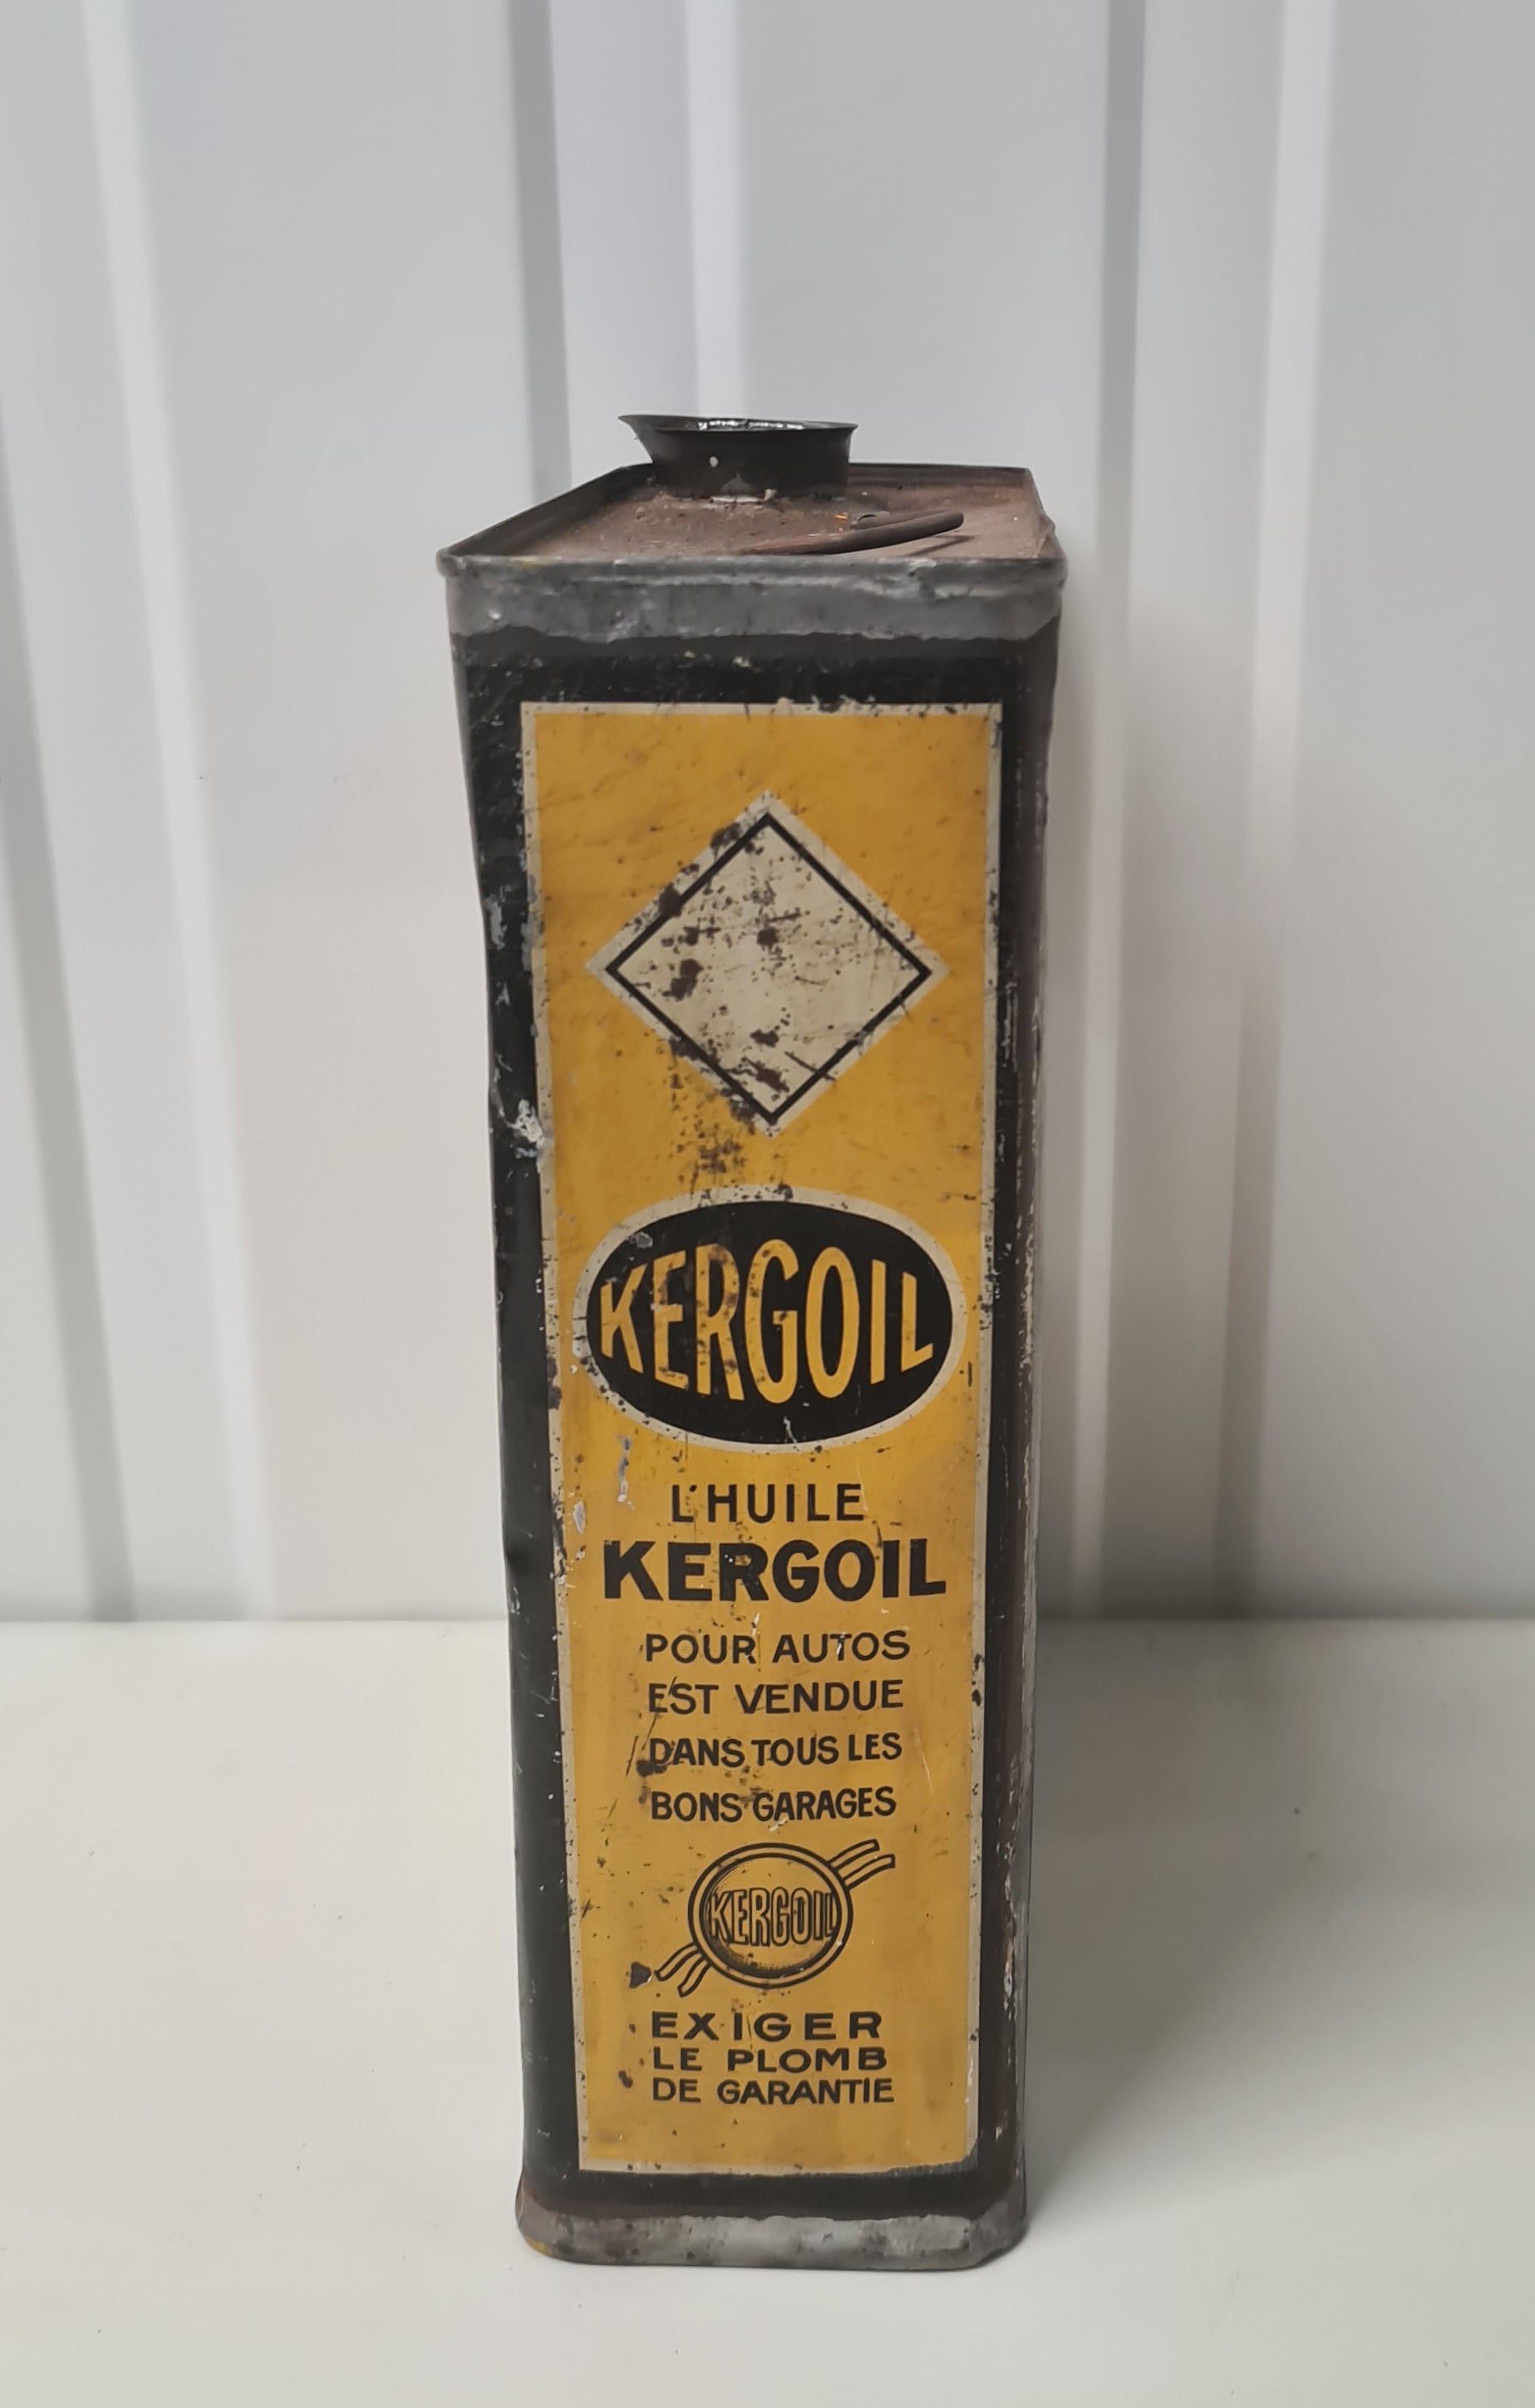 KERGOIL
L'HUILE
KERGOIL
POUR AUTOS
EST VENDUE
DANS TOUS LES
BONS GARAGES
KERGOIL
EXIGER
LE PLOMB
DE GARANTIE